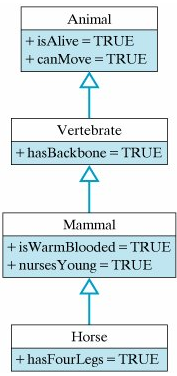 Animal
+ isAlive = TRUE
+ canMove = TRUE
Vertebrate
+ hasBackbone = TRUE
Mammal
+ isWarmBlooded = TRUE
+ nursesYoung = TRUE
Horse
+ hasFourLegs = TRUE